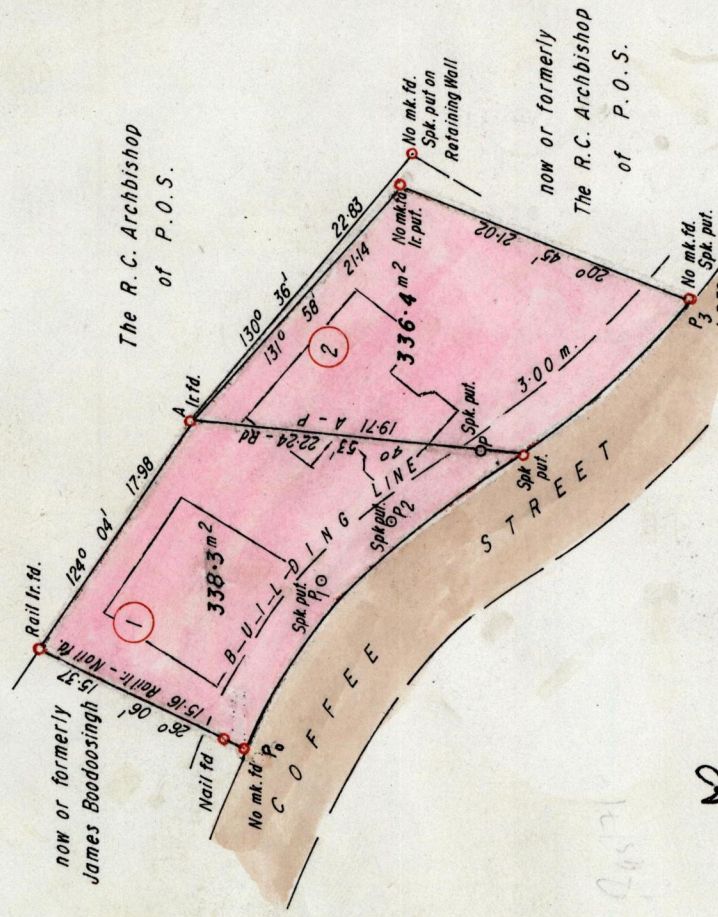 The R.C. Archbishop
of P.O.S.
now or formerly
James Boodoosingh
now or formerly
The R.C. Archbishop
of P.O.S.
Rail Ir. fd.
124° 04' 17·98
A Ir. fd.
130° 36' 22·83
131° 58' 21·14
No mk. fd.
Spk. put on
Retaining Wall
No mk. fd.
Ir. put.
20° 45' 21·02
No mk. fd.
Spk. put.
P3
26° 06' 15·37
15·16 Rail Ir. - Nail fd.
Nail fd
No mk. fd
P0
1
338·3 m2
2
336·4 m2
4° 53' 22·24 - Rd
19·71 A - P
B-U-I-L-DING LINE
3·00 m.
Spk. put.
P1
Spk put.
P2
P Spk. put.
Spk
put.
COFFEE STREET